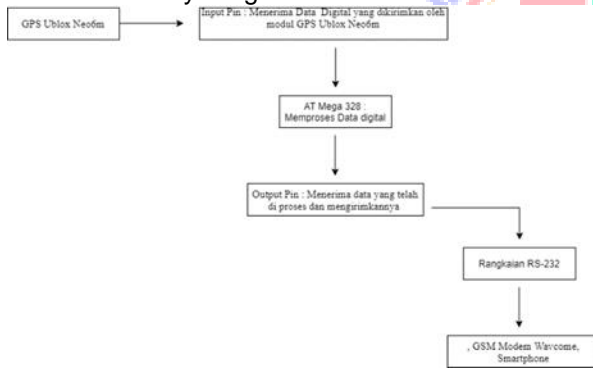 GPS Ublox Neo6m
Input Pin : Menerima Data Digital yang dikirimkan oleh
modul GPS Ublox Neo6m
AT Mega 328 :
Memproses Data digital
Output Pin : Menerima data yang telah
di proses dan mengirimkannya
Rangkaian RS-232
, GSM Modem Wavcome,
Smartphone